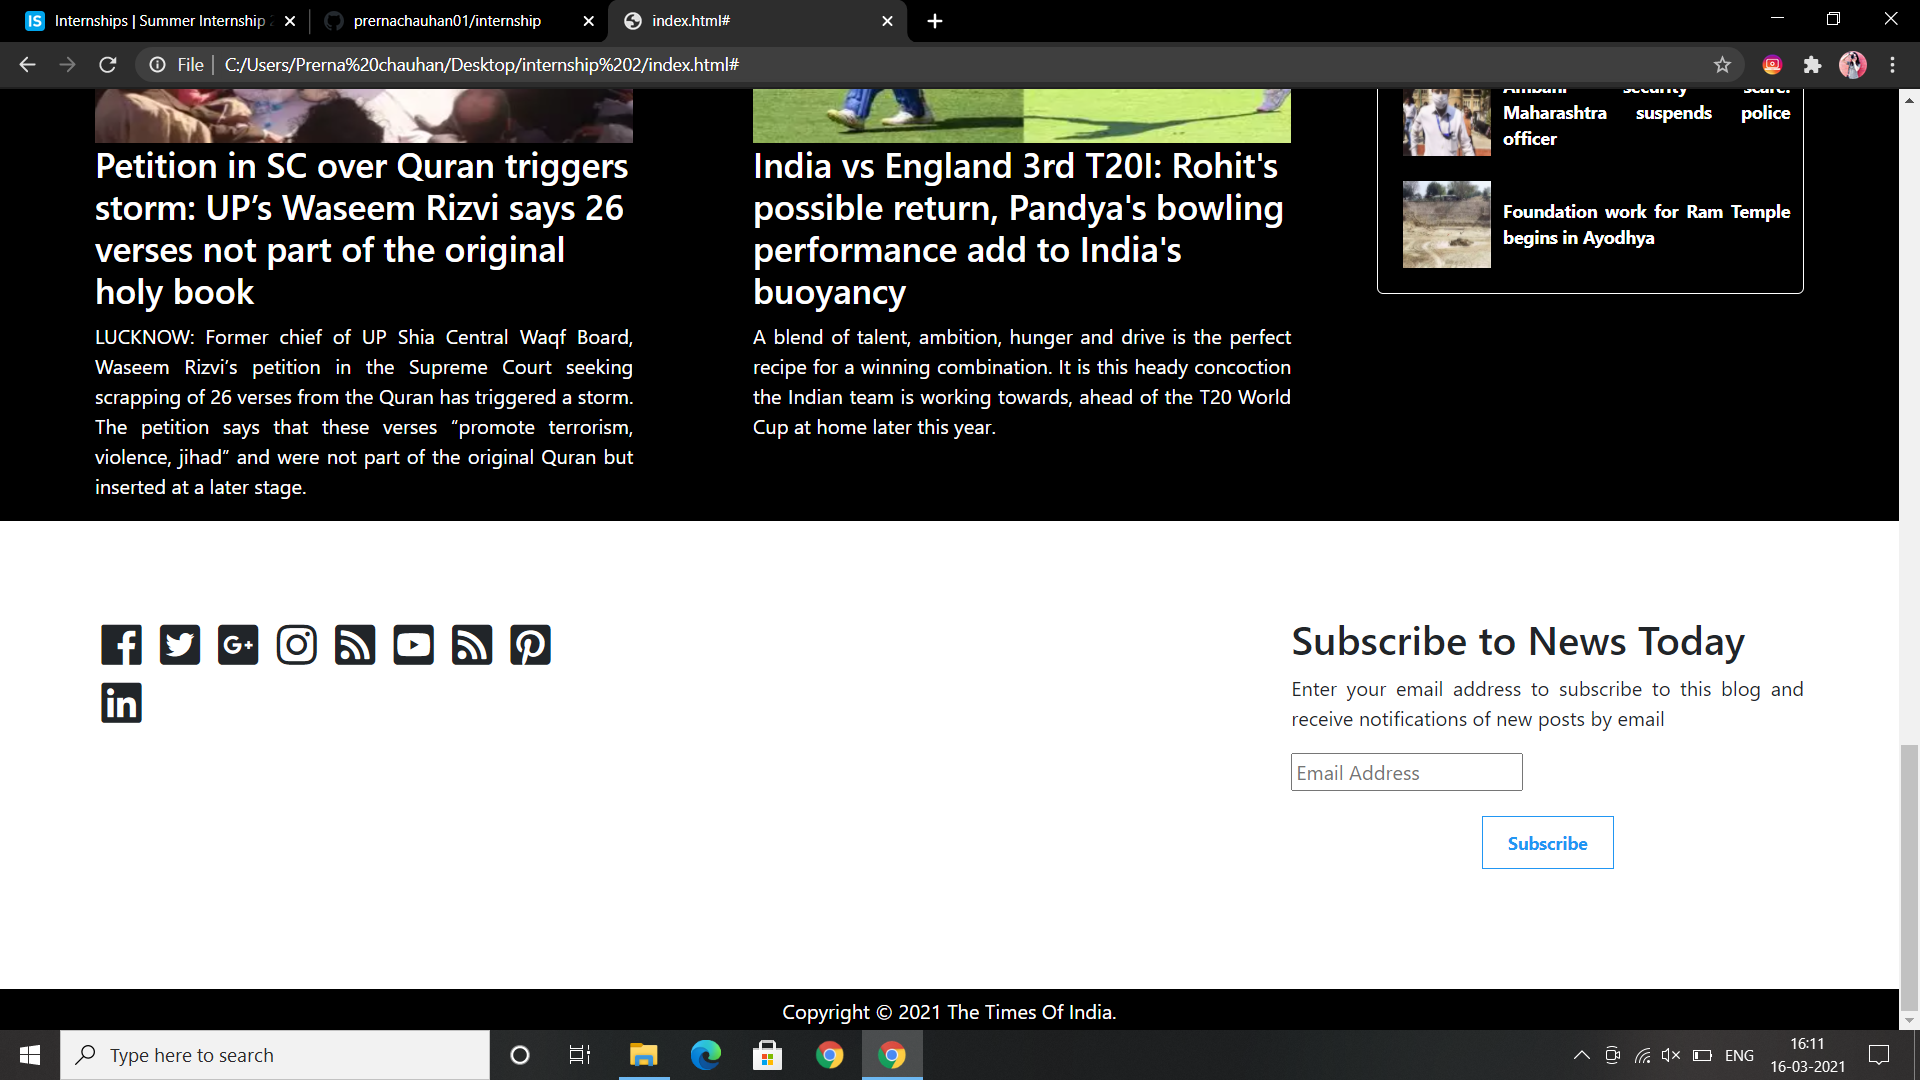 Internships | Summer Internship 2
prernachauhan01/internship
index.html#
File
C:/Users/Prerna%20chauhan/Desktop/internship%202/index.html#
Petition in SC over Quran triggers
storm: UP’s Waseem Rizvi says 26
verses not part of the original
holy book
LUCKNOW: Former chief of UP Shia Central Waqf Board,
Waseem Rizvi’s petition in the Supreme Court seeking
scrapping of 26 verses from the Quran has triggered a storm.
The petition says that these verses “promote terrorism,
violence, jihad” and were not part of the original Quran but
inserted at a later stage.
India vs England 3rd T20I: Rohit's
possible return, Pandya's bowling
performance add to India's
buoyancy
A blend of talent, ambition, hunger and drive is the perfect
recipe for a winning combination. It is this heady concoction
the Indian team is working towards, ahead of the T20 World
Cup at home later this year.
Ambani security scare:
Maharashtra suspends police
officer
Foundation work for Ram Temple
begins in Ayodhya
Subscribe to News Today
Enter your email address to subscribe to this blog and
receive notifications of new posts by email
Email Address
Subscribe
Copyright © 2021 The Times Of India.
Type here to search
ENG
16:11
16-03-2021